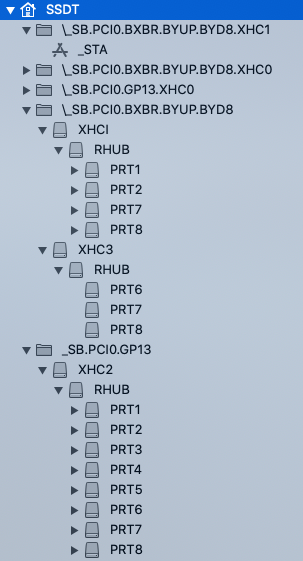 SSDT
\_SB.PCI0.BXBR.BYUP.BYD8.XHC1
_STA
\_SB.PCI0.BXBR.BYUP.BYD8.XHC0
\_SB.PCI0.GP13.XHC0
\_SB.PCI0.BXBR.BYUP.BYD8
XHCI
RHUB
PRT1
PRT2
PRT7
PRT8
XHC3
RHUB
PRT6
PRT7
PRT8
_SB.PCI0.GP13
XHC2
RHUB
PRT1
PRT2
PRT3
PRT4
PRT5
PRT6
PRT7
PRT8